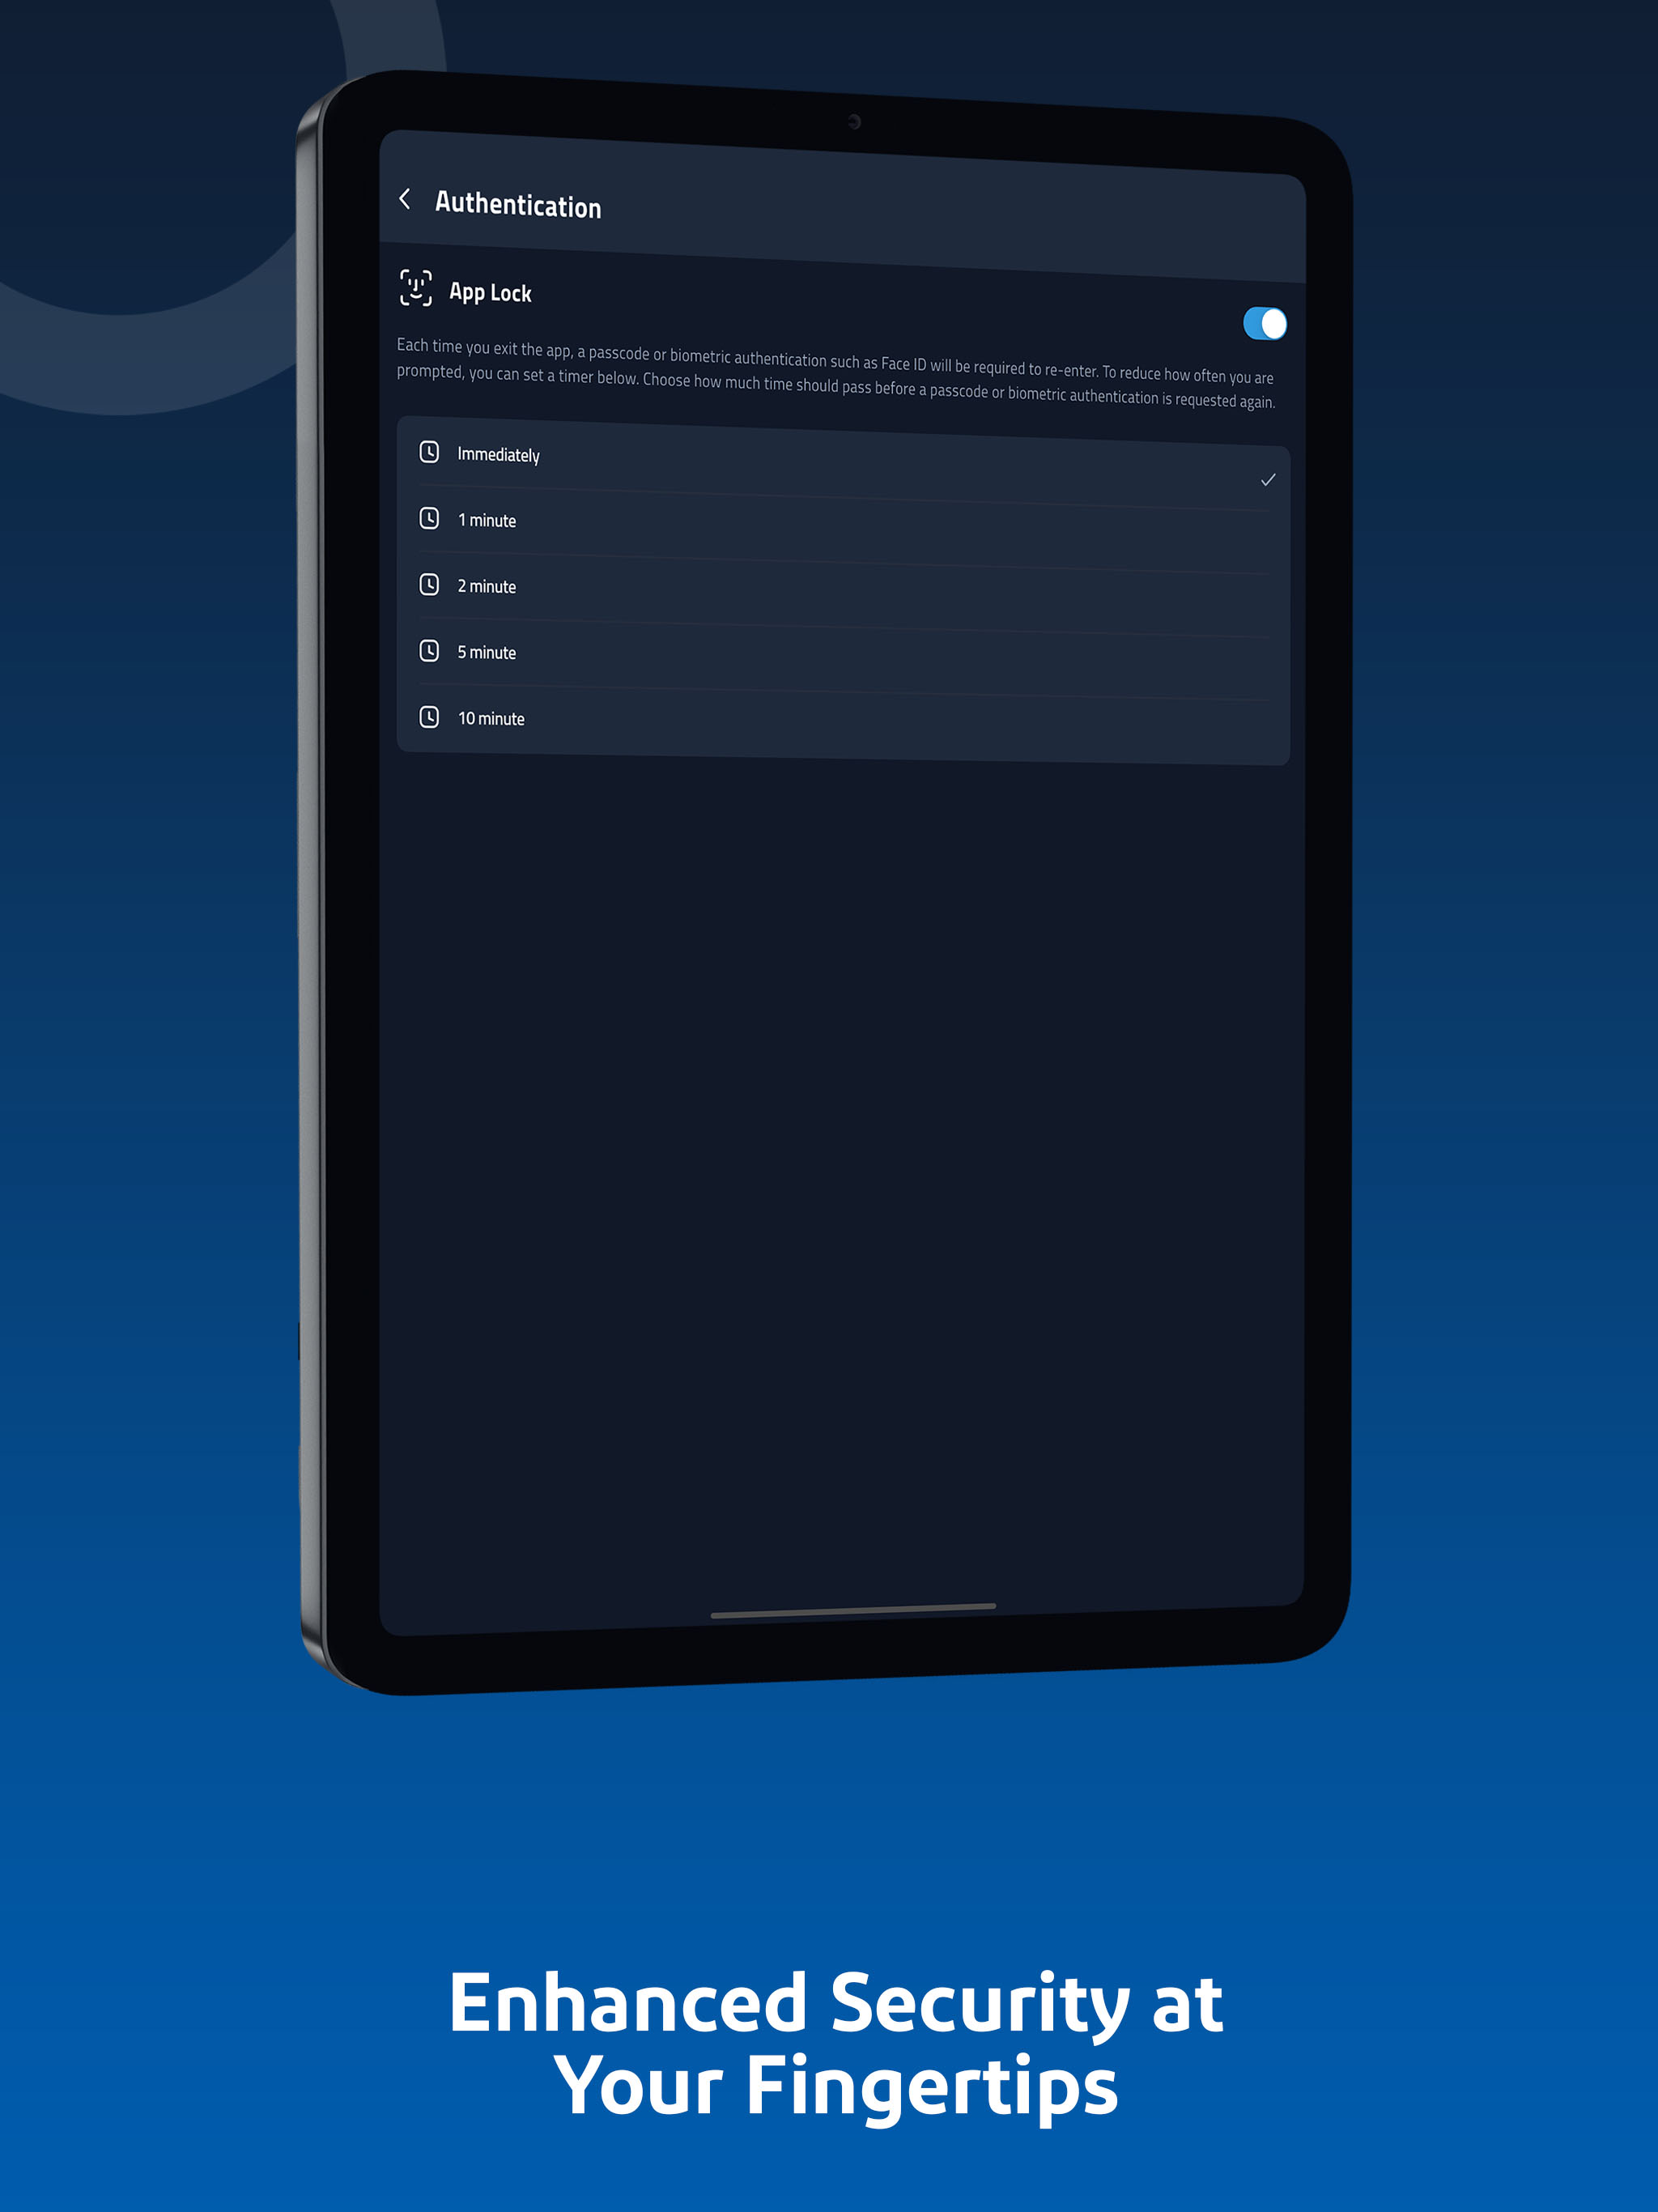 Authentication
App Lock
Each time you exit the app, a passcode or biometric authentication such as Face ID will be required to re-enter. To reduce how often you are
prompted, you can set a timer below. Choose how much time should pass before a passcode or biometric authentication is requested again.
Immediately
1 minute
2 minute
5 minute
10 minute
Enhanced Security at
Your Fingertips